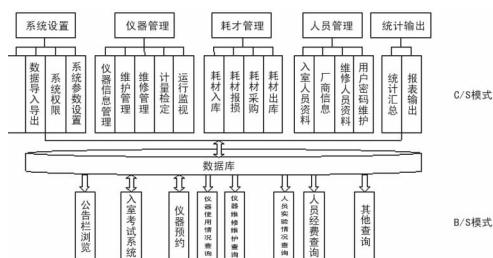 系统设置
仪器管理
耗才管理
人员管理
统计输出
数据导入导出
系统权限
系统参数设置
仪器信息管理
维护管理
维修管理
计量检定
运行监视
耗材入库
耗材报损
耗材采购
耗材出库
入室人员资料
厂商信息
维修人员资料
用户密码维护
统计汇总
报表输出
C/S模式
数据库
公告栏浏览
入室考试系统
仪器预约
仪器使用情况查询
仪器维修维护查询
人员实验情况查询
人员经费查询
其他查询
B/S模式